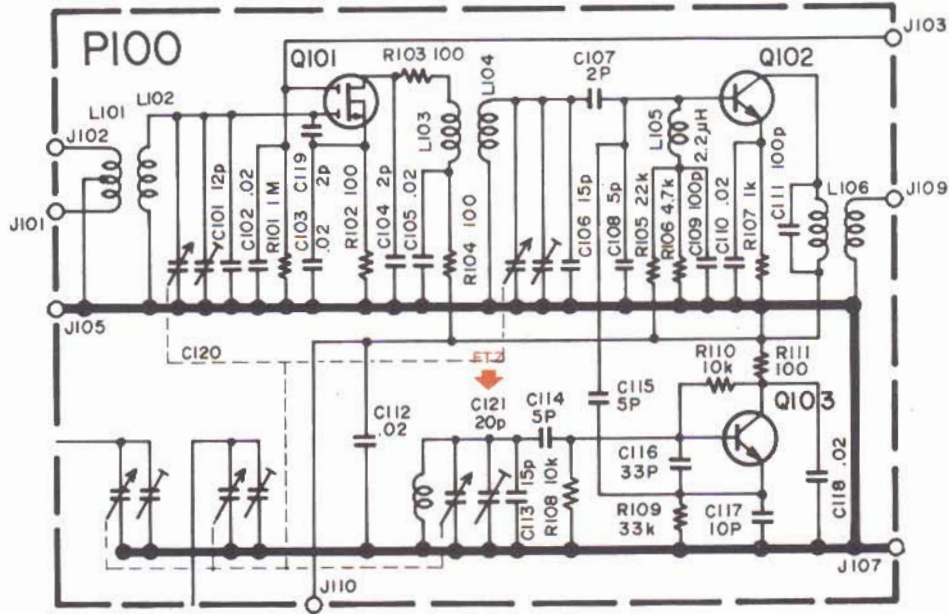 P100
J103
Q101
R103 100
L104
C107
2P
Q102
L101
L102
J102
L103
L105
2.2µH
J101
C101 12p
C102 .02
R101 1M
C103 .02
C119 2p
R102 100
C104 2p
C105 .02
R104 100
C106 15p
C108 5p
R105 22k
R106 4.7k
C109 100p
C110 .02
R107 1k
C111 100p
L106
J109
J105
C120
FTZ
C121
20p
C114
5P
C115
5P
R110
10k
R111
100
Q103
C112
.02
C113 15p
R108 10k
C116
33P
R109
33k
C117
10P
C118 .02
J110
J107